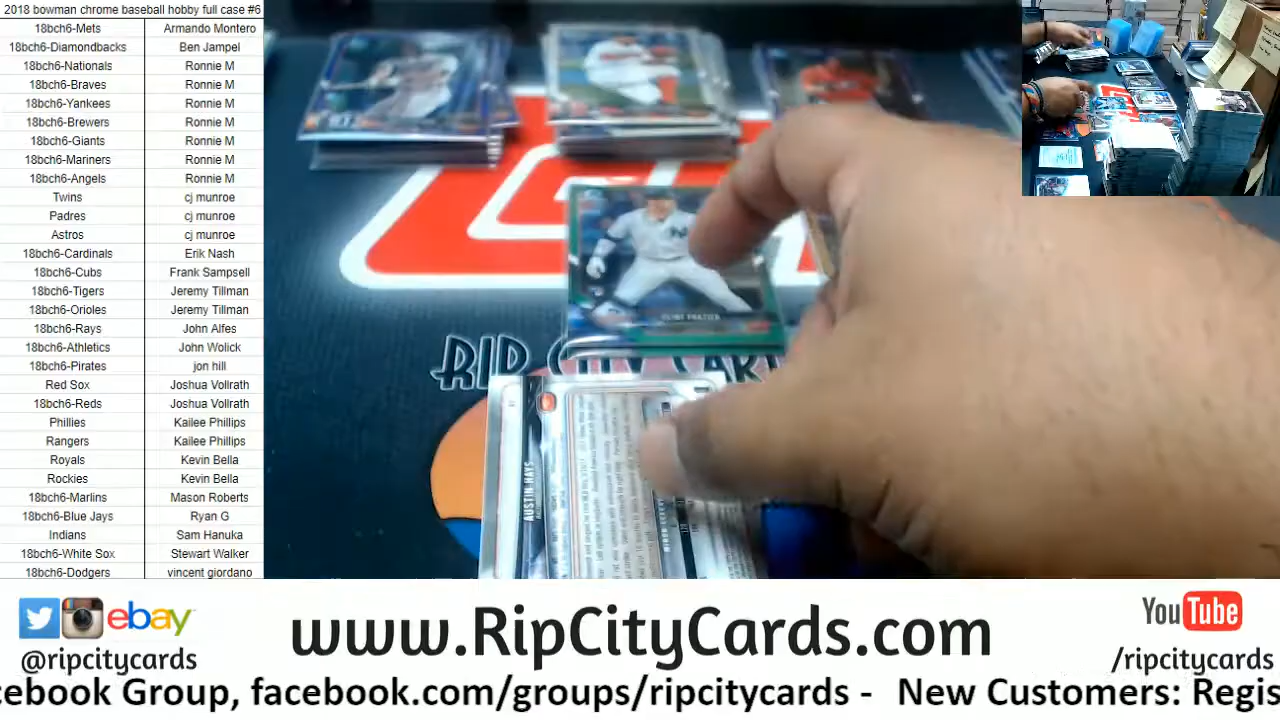 2018 bowman chrome baseball hobby full case #6
18bch6-Mets Armando Montero
18bch6-Diamondbacks Ben Jampel
18bch6-Nationals Ronnie M
18bch6-Braves Ronnie M
18bch6-Yankees Ronnie M
18bch6-Brewers Ronnie M
18bch6-Giants Ronnie M
18bch6-Mariners Ronnie M
18bch6-Angels Ronnie M
Twins cj munroe
Padres cj munroe
Astros cj munroe
18bch6-Cardinals Erik Nash
18bch6-Cubs Frank Sampsell
18bch6-Tigers Jeremy Tillman
18bch6-Orioles Jeremy Tillman
18bch6-Rays John Alfes
18bch6-Athletics John Wolick
18bch6-Pirates jon hill
Red Sox Joshua Vollrath
18bch6-Reds Joshua Vollrath
Phillies Kailee Phillips
Rangers Kailee Phillips
Royals Kevin Bella
Rockies Kevin Bella
18bch6-Marlins Mason Roberts
18bch6-Blue Jays Ryan G
Indians Sam Hanuka
18bch6-White Sox Stewart Walker
18bch6-Dodgers vincent giordano
CLINT FRAZIER
RIP CITY CAR
AUSTIN HAYS
ebay
@ripcitycards
www.RipCityCards.com
YouTube
/ripcitycards
cebook Group, facebook.com/groups/ripcitycards - New Customers: Regis